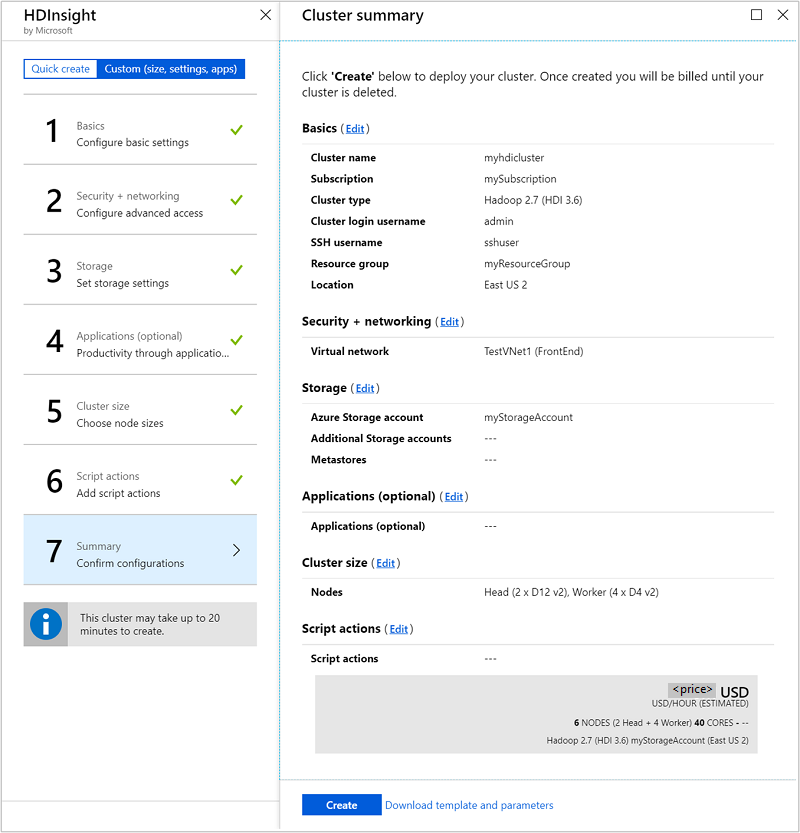 HDInsight
by Microsoft
Quick create
Custom (size, settings, apps)
1
Basics
Configure basic settings
2
Security + networking
Configure advanced access
3
Storage
Set storage settings
4
Applications (optional)
Productivity through applicatio...
5
Cluster size
Choose node sizes
6
Script actions
Add script actions
7
Summary
Confirm configurations
This cluster may take up to 20
minutes to create.
Cluster summary
Click 'Create' below to deploy your cluster. Once created you will be billed until your
cluster is deleted.
Basics (Edit)
Cluster name myhdicluster
Subscription mySubscription
Cluster type Hadoop 2.7 (HDI 3.6)
Cluster login username admin
SSH username sshuser
Resource group myResourceGroup
Location East US 2
Security + networking (Edit)
Virtual network TestVNet1 (FrontEnd)
Storage (Edit)
Azure Storage account myStorageAccount
Additional Storage accounts ---
Metastores ---
Applications (optional) (Edit)
Applications (optional) ---
Cluster size (Edit)
Nodes Head (2 x D12 v2), Worker (4 x D4 v2)
Script actions (Edit)
Script actions ---
<price> USD
USD/HOUR (ESTIMATED)
6 NODES (2 Head + 4 Worker) 40 CORES - --
Hadoop 2.7 (HDI 3.6) myStorageAccount (East US 2)
Create Download template and parameters